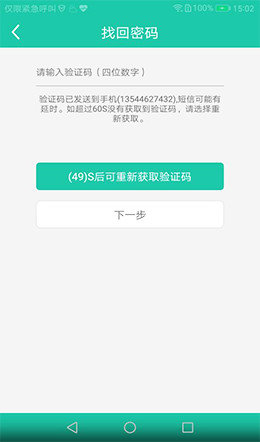 仅限紧急呼叫 100% 15:02
找回密码
请输入验证码（四位数字）
验证码已发送到手机(13544627432),短信可能有
延时。如超过60S没有获取到验证码，请选择重
新获取。
(49)S后可重新获取验证码
下一步